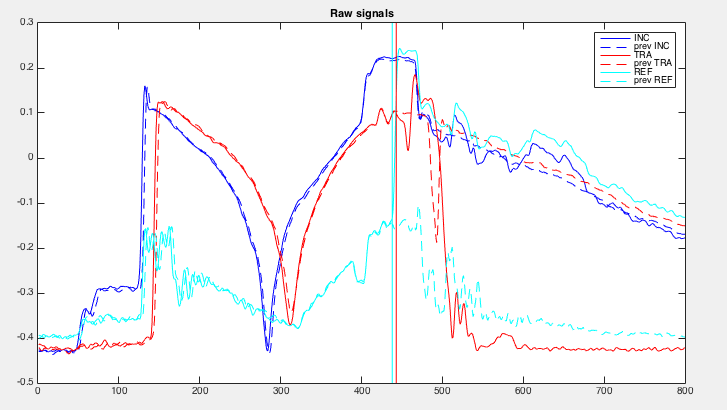 Raw signals
0.3
0.2
0.1
0
-0.1
-0.2
-0.3
-0.4
-0.5
0
100
200
300
400
500
600
700
800
INC
prev INC
TRA
prev TRA
REF
prev REF